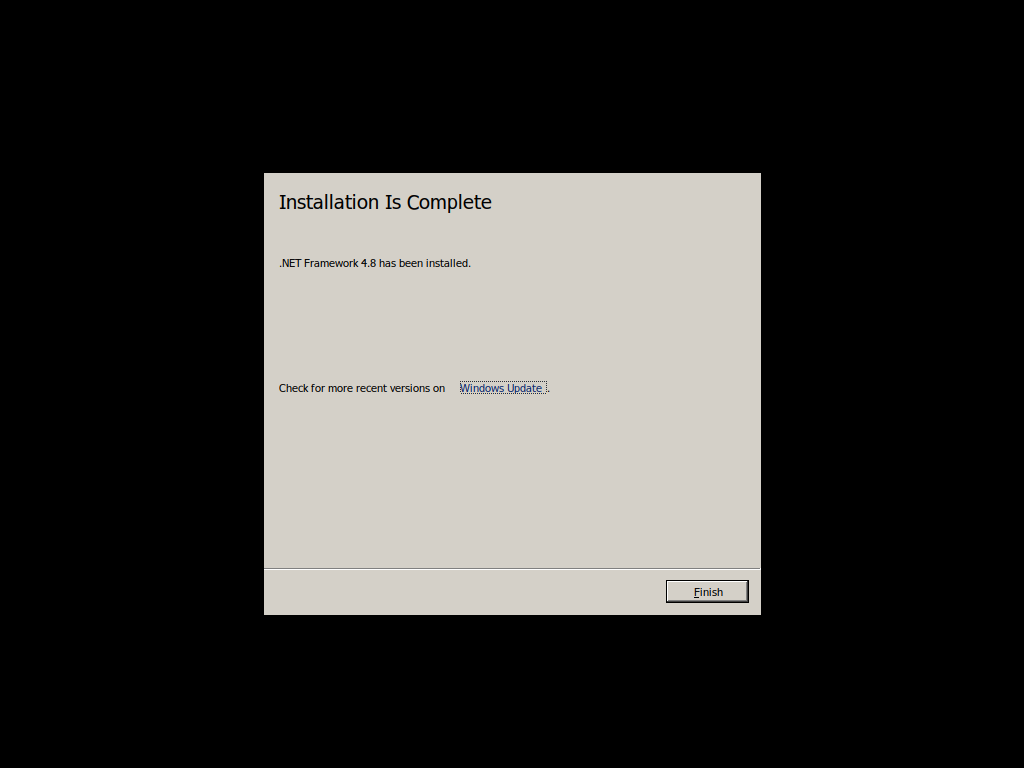 Installation Is Complete
.NET Framework 4.8 has been installed.
Check for more recent versions on Windows Update .
Finish